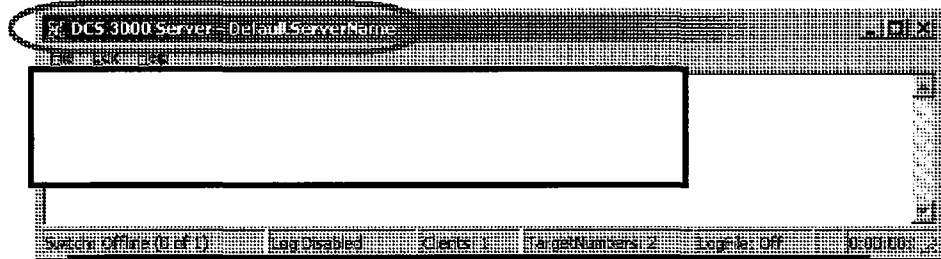 DCS 3000 Server - DefaultServerName
File Edit Help
Switch: Offline (0 of 1) Log Disabled Clients: 1 TargetNumbers: 2 Logfile: Off 0:00:00